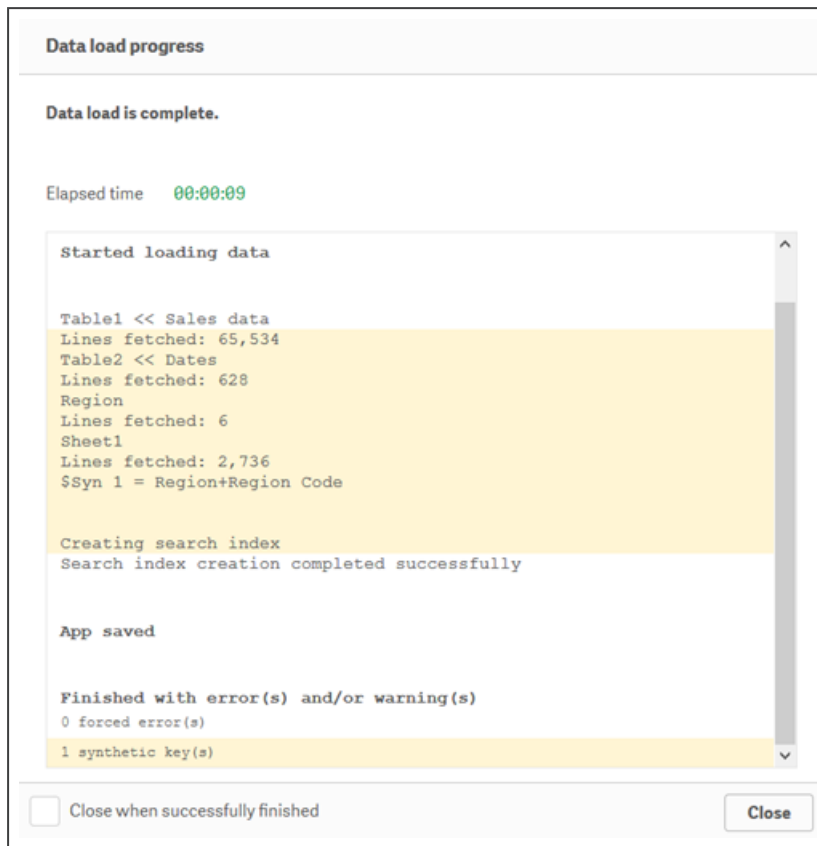 Data load progress
Data load is complete.
Elapsed time 00:00:09
Started loading data
Table1 << Sales data
Lines fetched: 65,534
Table2 << Dates
Lines fetched: 628
Region
Lines fetched: 6
Sheet1
Lines fetched: 2,736
$Syn 1 = Region+Region Code
Creating search index
Search index creation completed successfully
App saved
Finished with error(s) and/or warning(s)
0 forced error(s)
1 synthetic key(s)
Close when successfully finished
Close